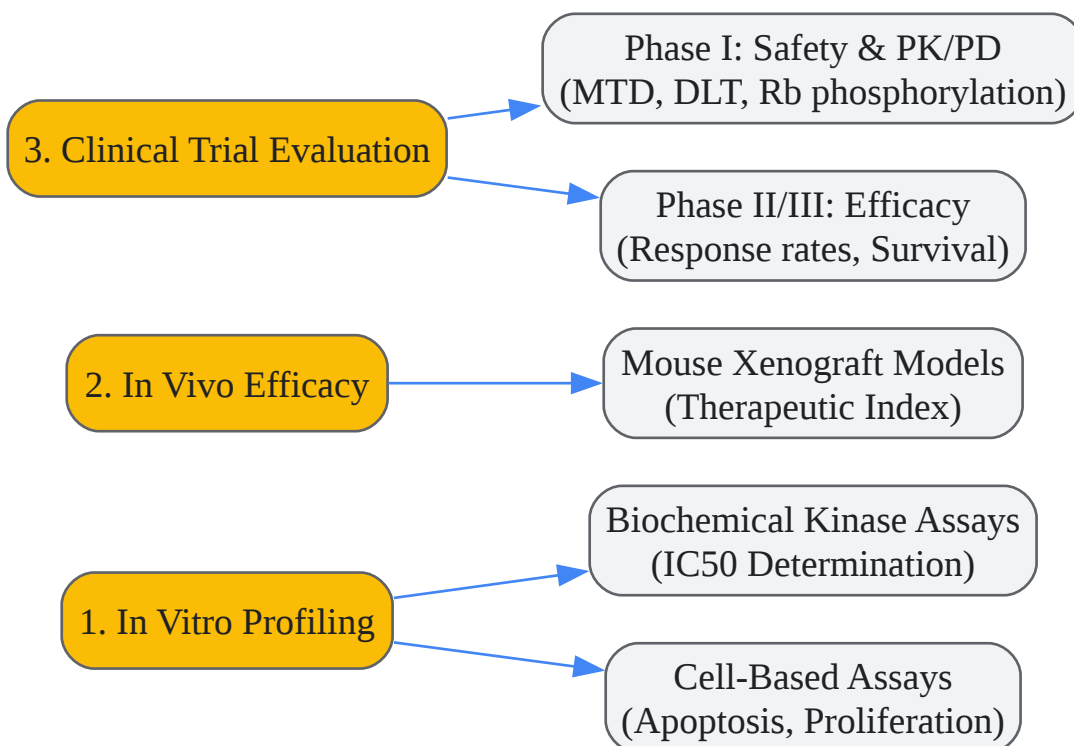 Phase I: Safety & PK/PD
(MTD, DLT, Rb phosphorylation)
3. Clinical Trial Evaluation
Phase II/III: Efficacy
(Response rates, Survival)
Mouse Xenograft Models
(Therapeutic Index)
2. In Vivo Efficacy
Biochemical Kinase Assays
(IC50 Determination)
1. In Vitro Profiling
Cell-Based Assays
(Apoptosis, Proliferation)